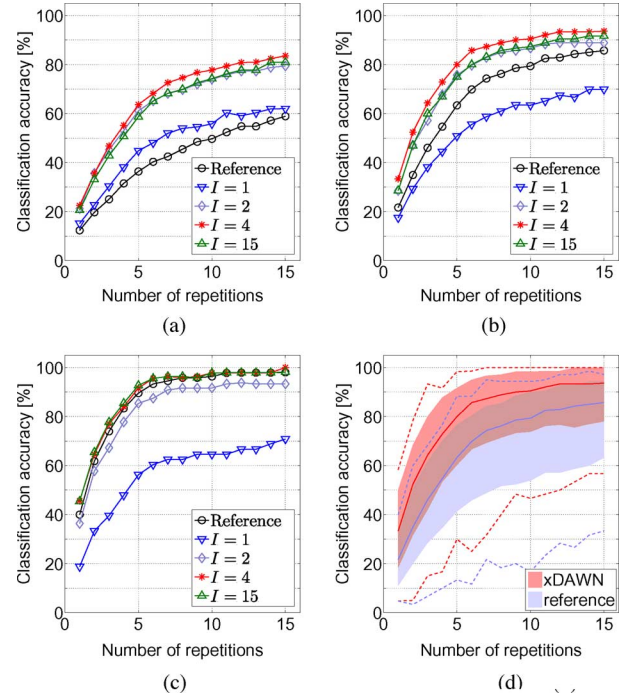 100
80
60
40
20
0
0
5
10
15
Classification accuracy [%]
Number of repetitions
Reference
I = 1
I = 2
I = 4
I = 15
(a)
100
80
60
40
20
0
0
5
10
15
Classification accuracy [%]
Number of repetitions
Reference
I = 1
I = 2
I = 4
I = 15
(b)
100
80
60
40
20
0
0
5
10
15
Classification accuracy [%]
Number of repetitions
Reference
I = 1
I = 2
I = 4
I = 15
(c)
100
80
60
40
20
0
0
5
10
15
Classification accuracy [%]
Number of repetitions
xDAWN
reference
(d)